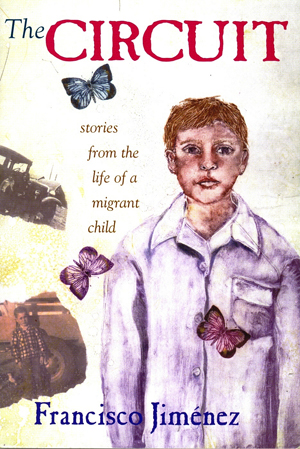 The CIRCUIT
stories
from the
life of a
migrant
child
Francisco Jiménez